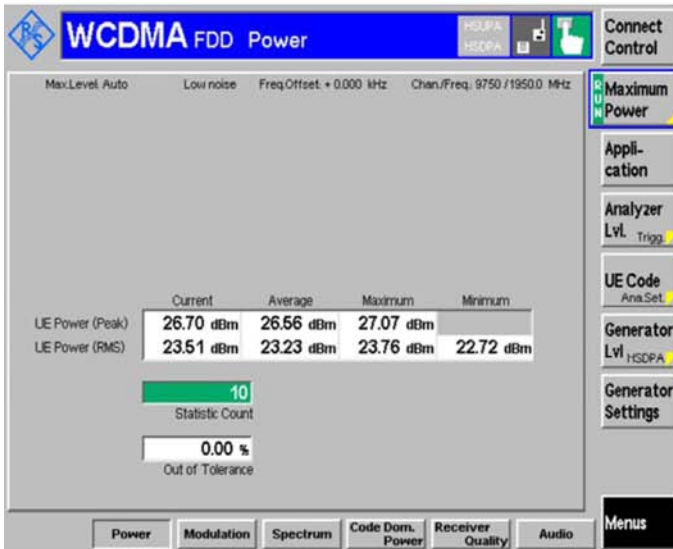 R&S
WCDMA FDD Power
HSUPA
HSDPA
Connect
Control
Max.Level: Auto Low noise Freq.Offset: + 0.000 kHz Chan./Freq.: 9750 / 1950.0 MHz
RUN
Maximum
Power
Appli-
cation
Analyzer
Lvl. Trigg.
UE Code
Ana.Set.
Generator
Lvl HSDPA
Generator
Settings
Current Average Maximum Minimum
UE Power (Peak) 26.70 dBm 26.56 dBm 27.07 dBm
UE Power (RMS) 23.51 dBm 23.23 dBm 23.76 dBm 22.72 dBm
10
Statistic Count
0.00 %
Out of Tolerance
Power Modulation Spectrum Code Dom. Power Receiver Quality Audio
Menus